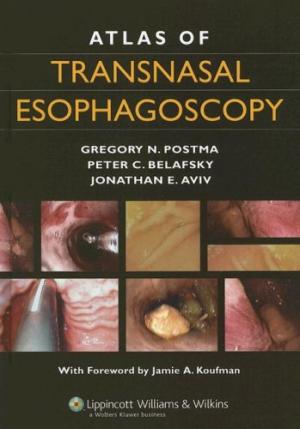 ATLAS OF
TRANSNASAL
ESOPHAGOSCOPY
GREGORY N. POSTMA
PETER C. BELAFSKY
JONATHAN E. AVIV
With Foreword by Jamie A. Koufman
Lippincott Williams & Wilkins
a Wolters Kluwer business